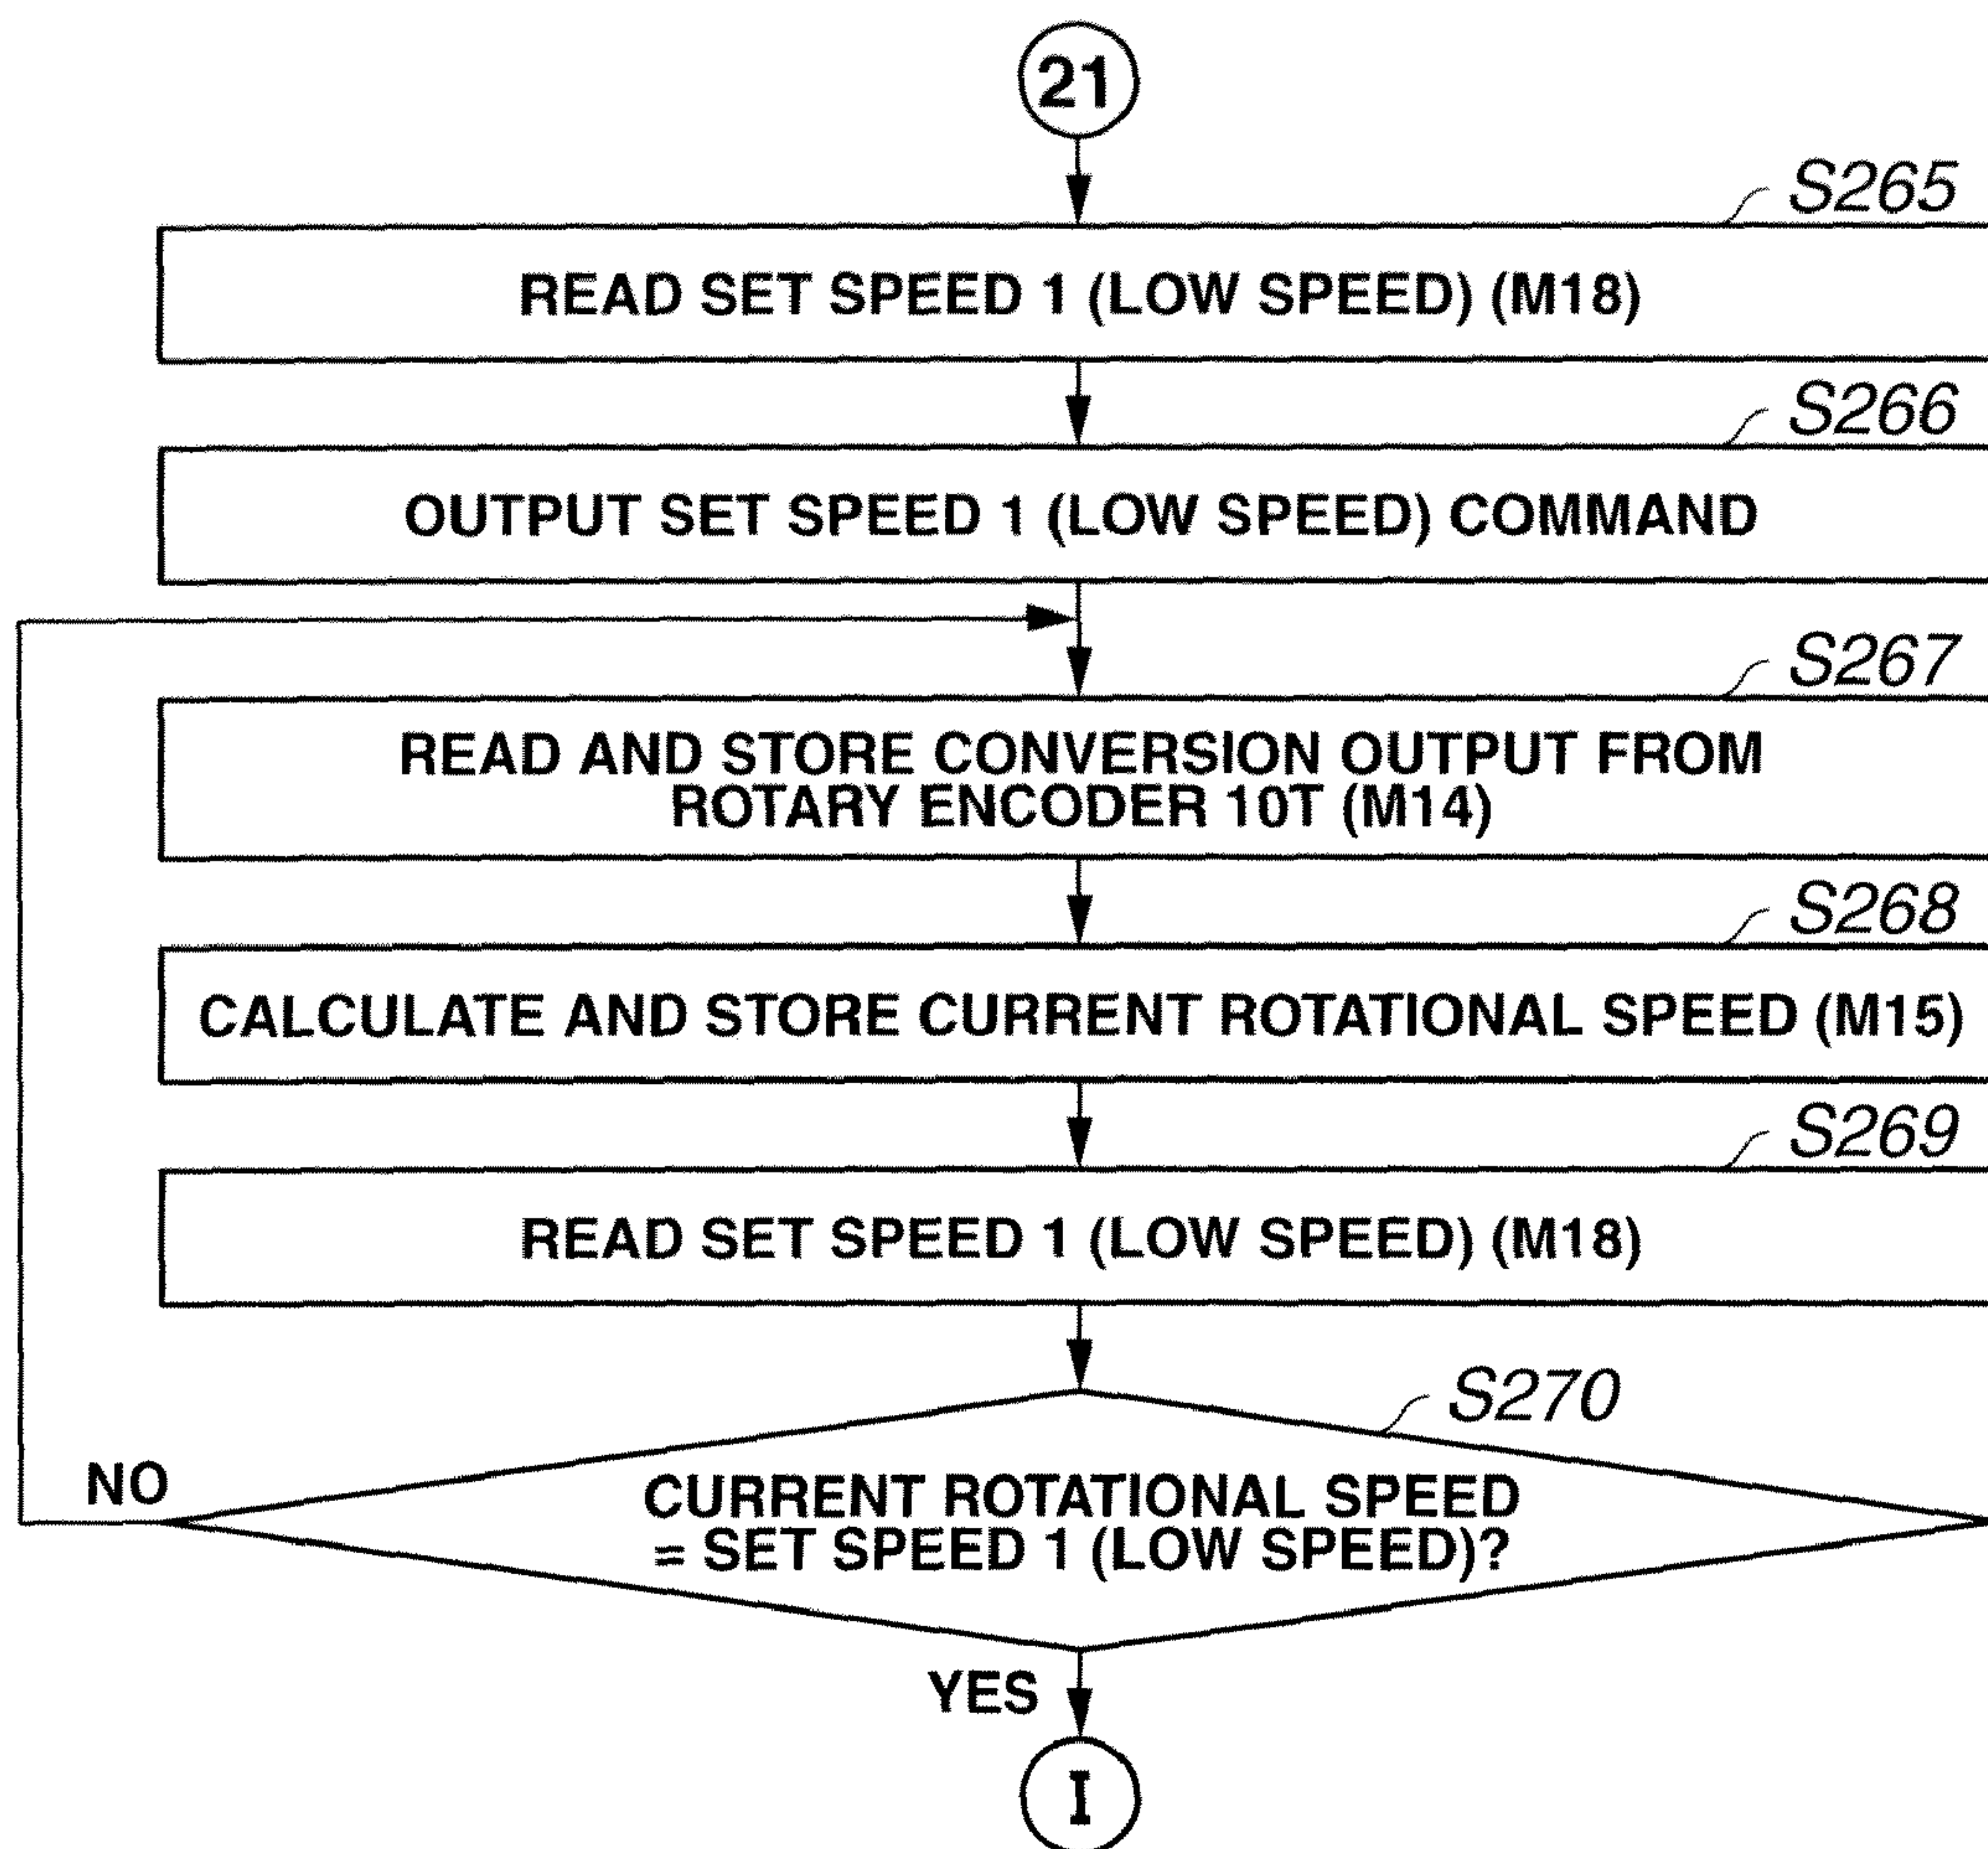 21
S265
READ SET SPEED 1 (LOW SPEED) (M18)
S266
OUTPUT SET SPEED 1 (LOW SPEED) COMMAND
S267
READ AND STORE CONVERSION OUTPUT FROM
ROTARY ENCODER 10T (M14)
S268
CALCULATE AND STORE CURRENT ROTATIONAL SPEED (M15)
S269
READ SET SPEED 1 (LOW SPEED) (M18)
S270
NO
CURRENT ROTATIONAL SPEED
= SET SPEED 1 (LOW SPEED)?
YES
I